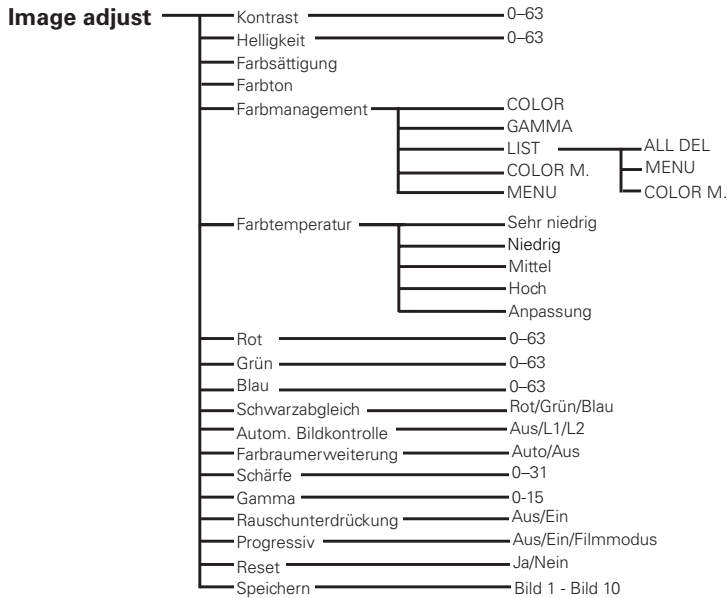 Image adjust Kontrast 0–63
Helligkeit 0–63
Farbsättigung
Farbton
Farbmanagement COLOR
GAMMA
LIST ALL DEL
MENU
COLOR M. COLOR M.
MENU
Farbtemperatur Sehr niedrig
Niedrig
Mittel
Hoch
Anpassung
Rot 0–63
Grün 0–63
Blau 0–63
Schwarzabgleich Rot/Grün/Blau
Autom. Bildkontrolle Aus/L1/L2
Farbraumerweiterung Auto/Aus
Schärfe 0–31
Gamma 0-15
Rauschunterdrückung Aus/Ein
Progressiv Aus/Ein/Filmmodus
Reset Ja/Nein
Speichern Bild 1 - Bild 10